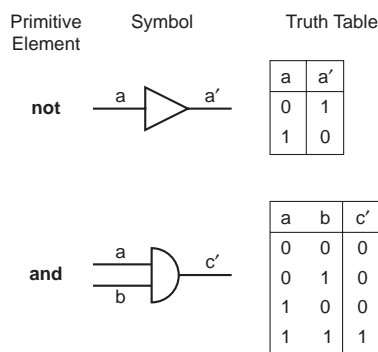 Primitive Element
Symbol
Truth Table
not
a
a′
a a′
0 1
1 0
and
a
b
c′
a b c′
0 0 0
0 1 0
1 0 0
1 1 1